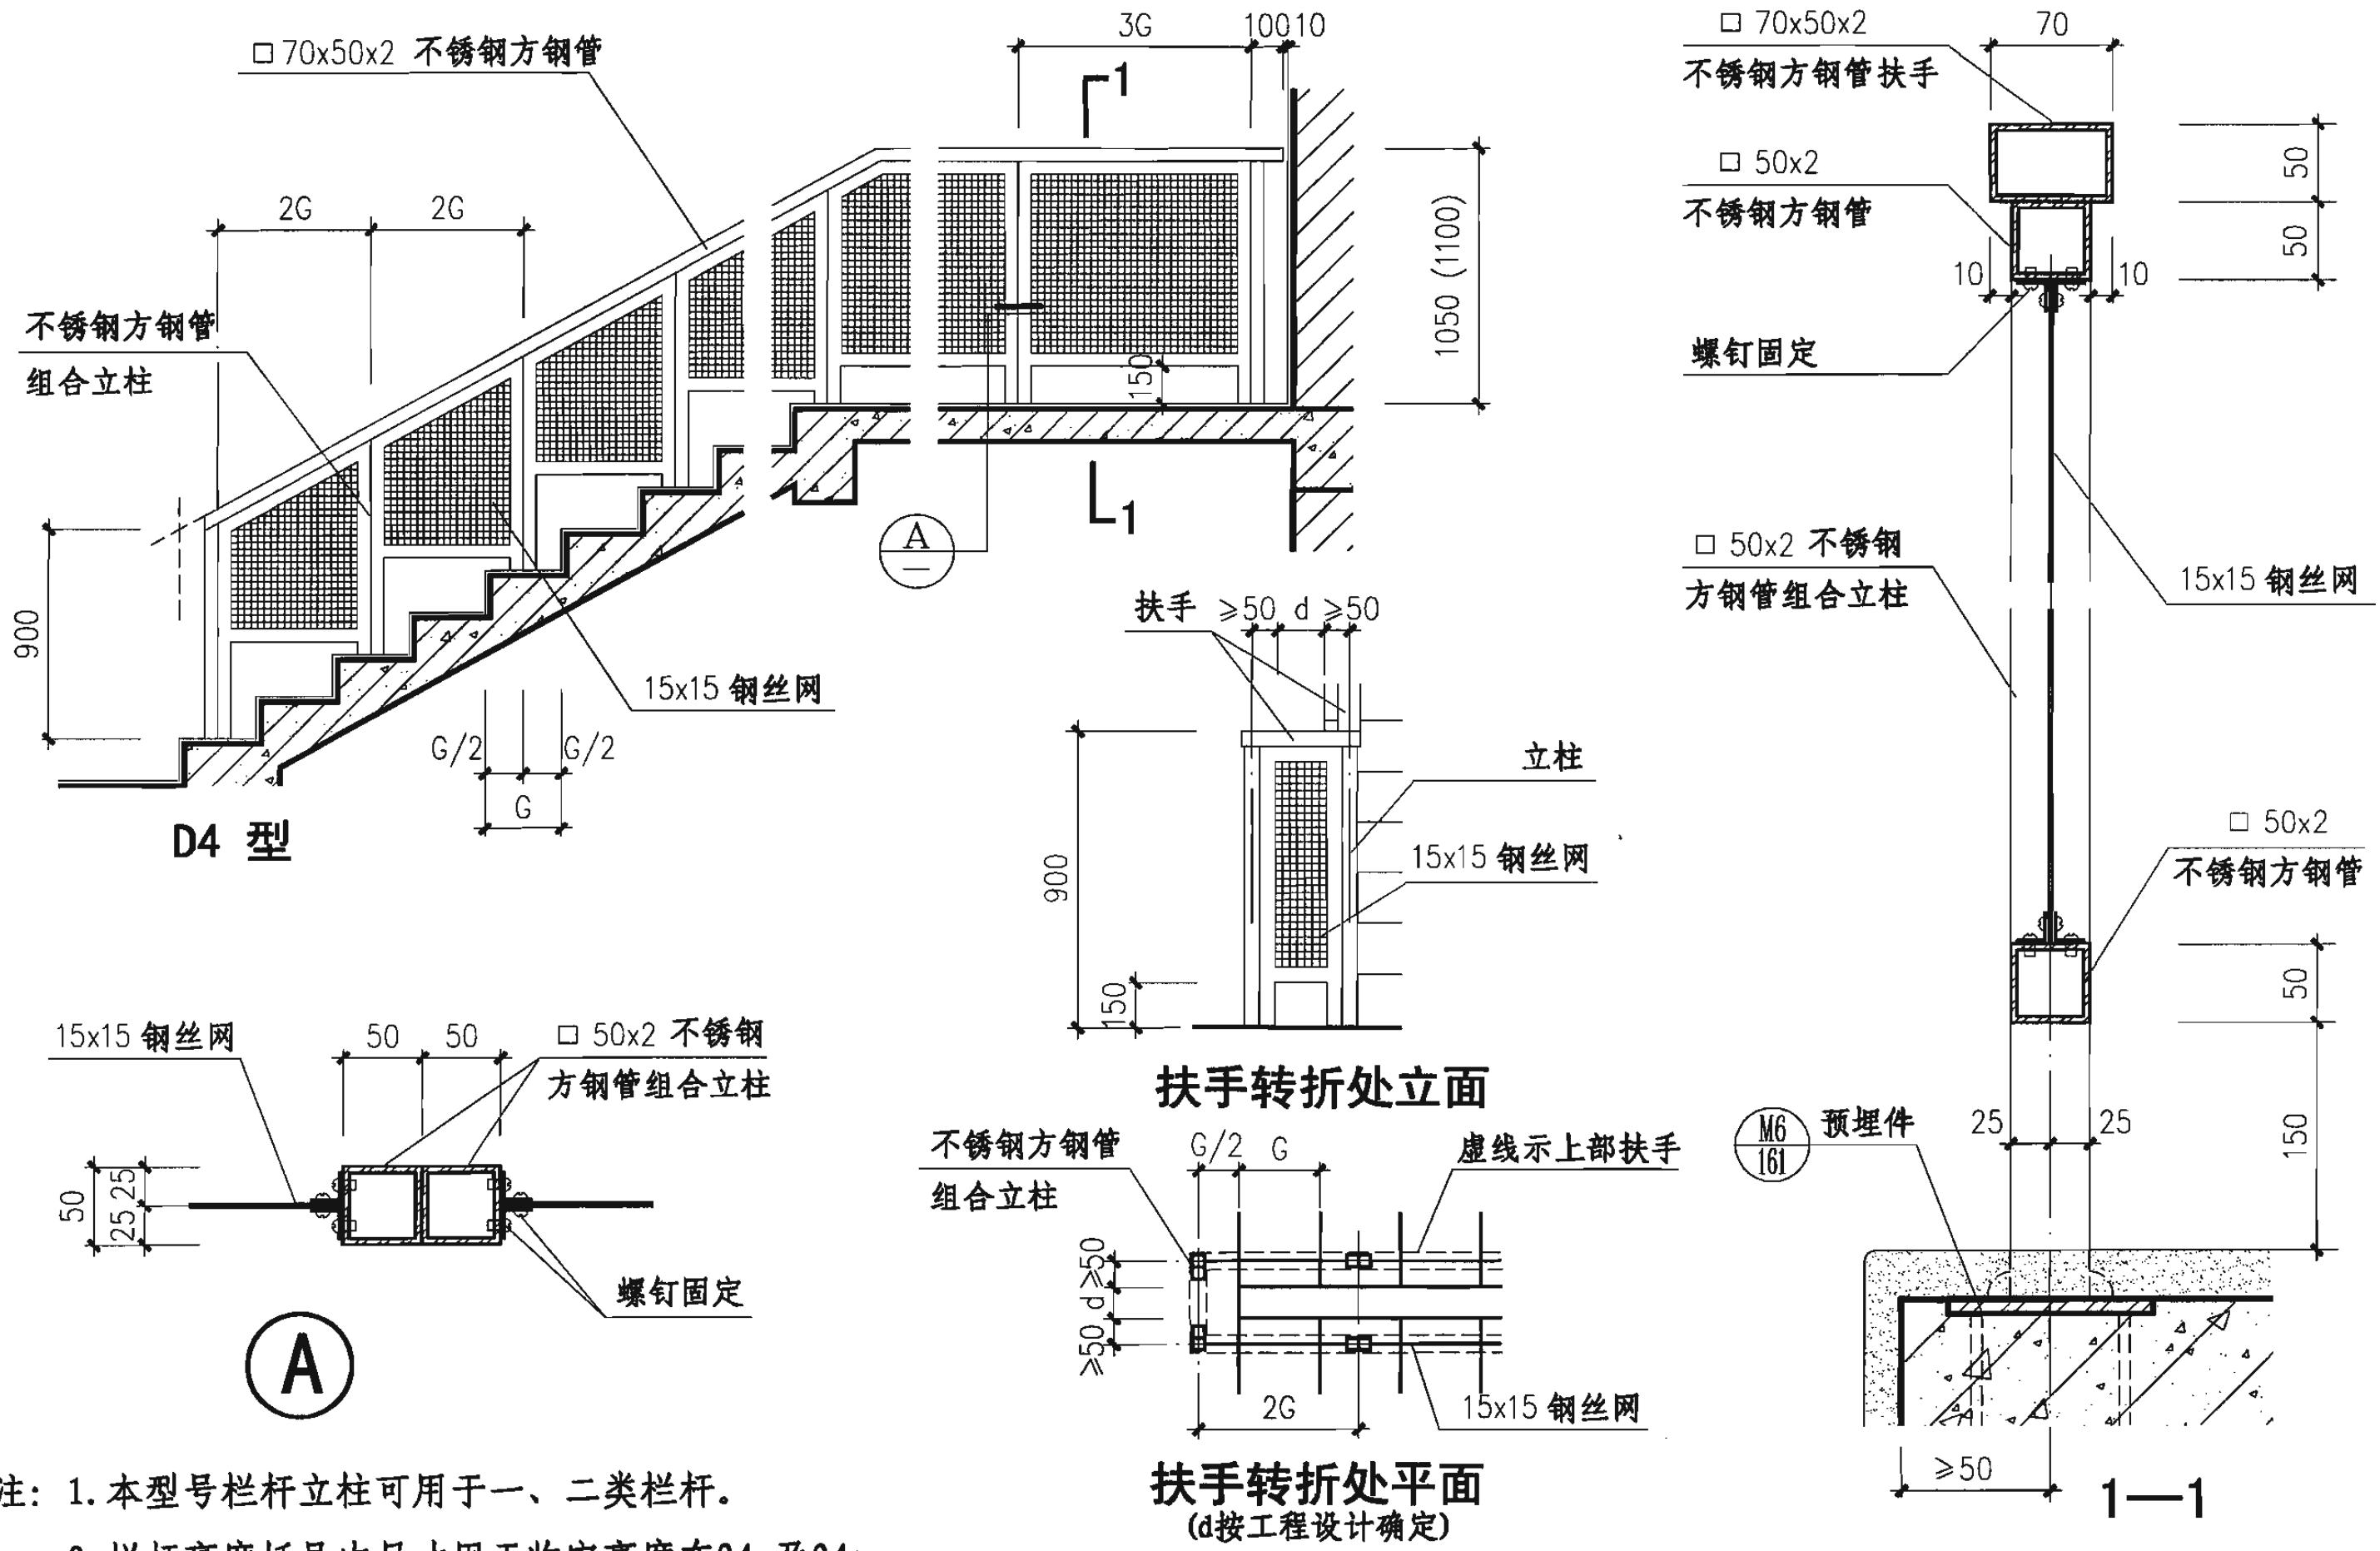 □ 70x50x2 不锈钢方钢管
3G
100
10
1
2G
2G
不锈钢方钢管
组合立柱
900
1050 (1100)
150
A
1
15x15 钢丝网
G/2
G/2
G
D4 型
□ 70x50x2
不锈钢方钢管扶手
70
□ 50x2
不锈钢方钢管
50
50
10
10
螺钉固定
□ 50x2 不锈钢
方钢管组合立柱
15x15 钢丝网
□ 50x2
不锈钢方钢管
50
M6
161
预埋件
25
25
150
≥50
1—1
扶手
≥50
d
≥50
立柱
15x15 钢丝网
900
150
扶手转折处立面
不锈钢方钢管
组合立柱
G/2
G
虚线示上部扶手
≥50
d
≥50
2G
15x15 钢丝网
扶手转折处平面
(d按工程设计确定)
15x15 钢丝网
50
50
□ 50x2 不锈钢
方钢管组合立柱
50
25
25
螺钉固定
A
注: 1.本型号栏杆立柱可用于一、二类栏杆。